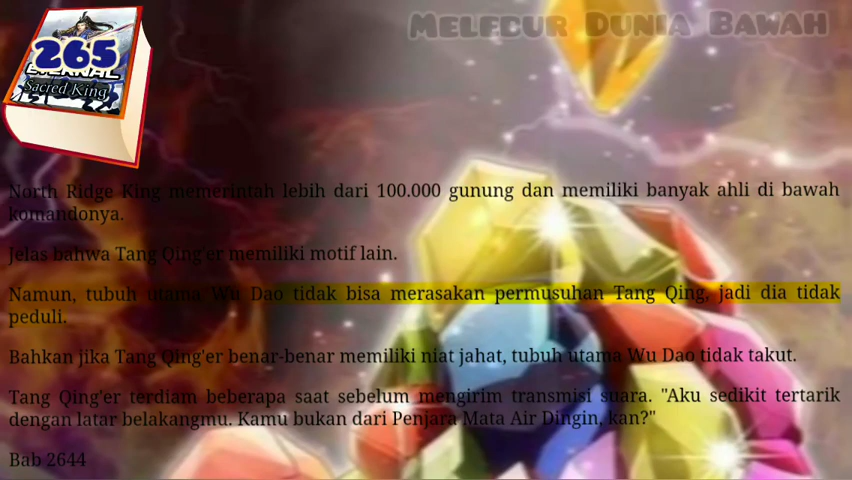 MELEDUR DUNIA BAWAH
265
ETERNAL
Sacred King
North Ridge King memerintah lebih dari 100.000 gunung dan memiliki banyak ahli di bawah
komandonya.
Jelas bahwa Tang Qing'er memiliki motif lain.
Namun, tubuh utama Wu Dao tidak bisa merasakan permusuhan Tang Qing, jadi dia tidak
peduli.
Bahkan jika Tang Qing'er benar-benar memiliki niat jahat, tubuh utama Wu Dao tidak takut.
Tang Qing'er terdiam beberapa saat sebelum mengirim transmisi suara. "Aku sedikit tertarik
dengan latar belakangmu. Kamu bukan dari Penjara Mata Air Dingin, kan?"
Bab 2644